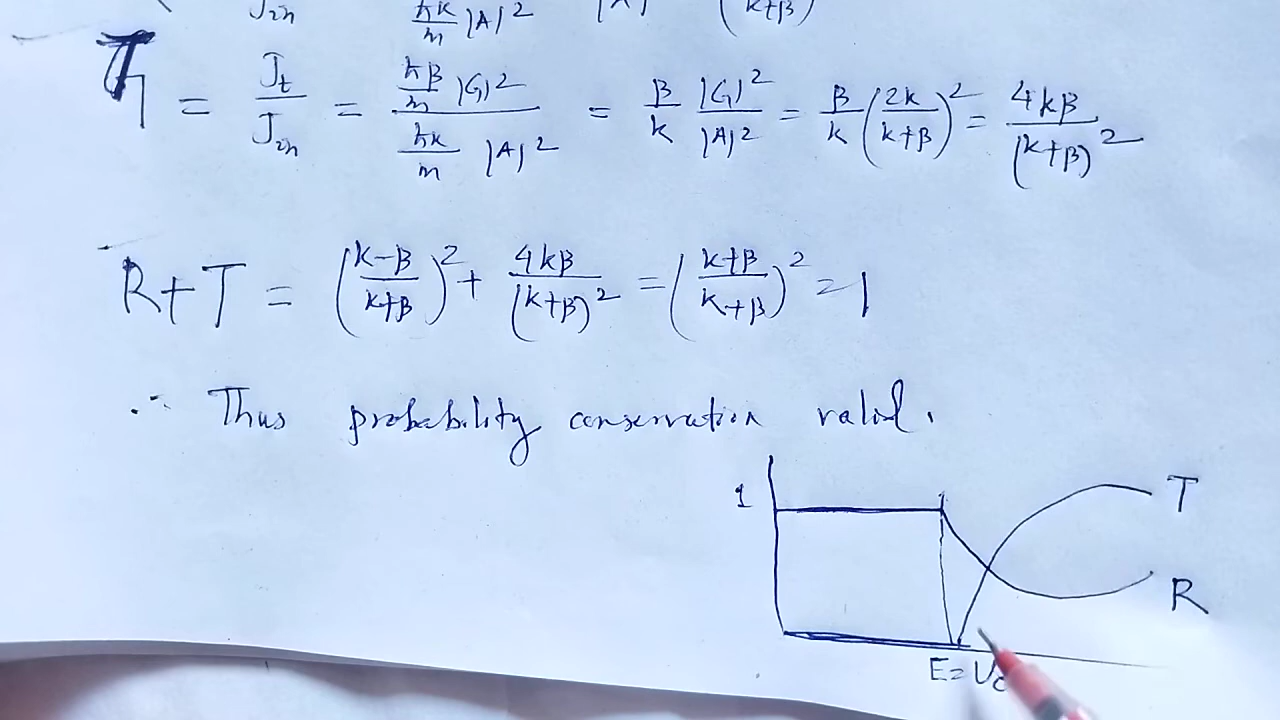 J_in ħk/m |A|² |A| (k+β)
T = J_t/J_in = (ħβ/m |G|²)/(ħk/m |A|²) = β/k |G|²/|A|² = β/k (2k/(k+β))² = 4kβ/(k+β)²
R+T = ((k-β)/(k+β))² + 4kβ/(k+β)² = ((k+β)/(k+β))² = 1
∴ Thus probability conservation valid.
1
T
R
E=U₀